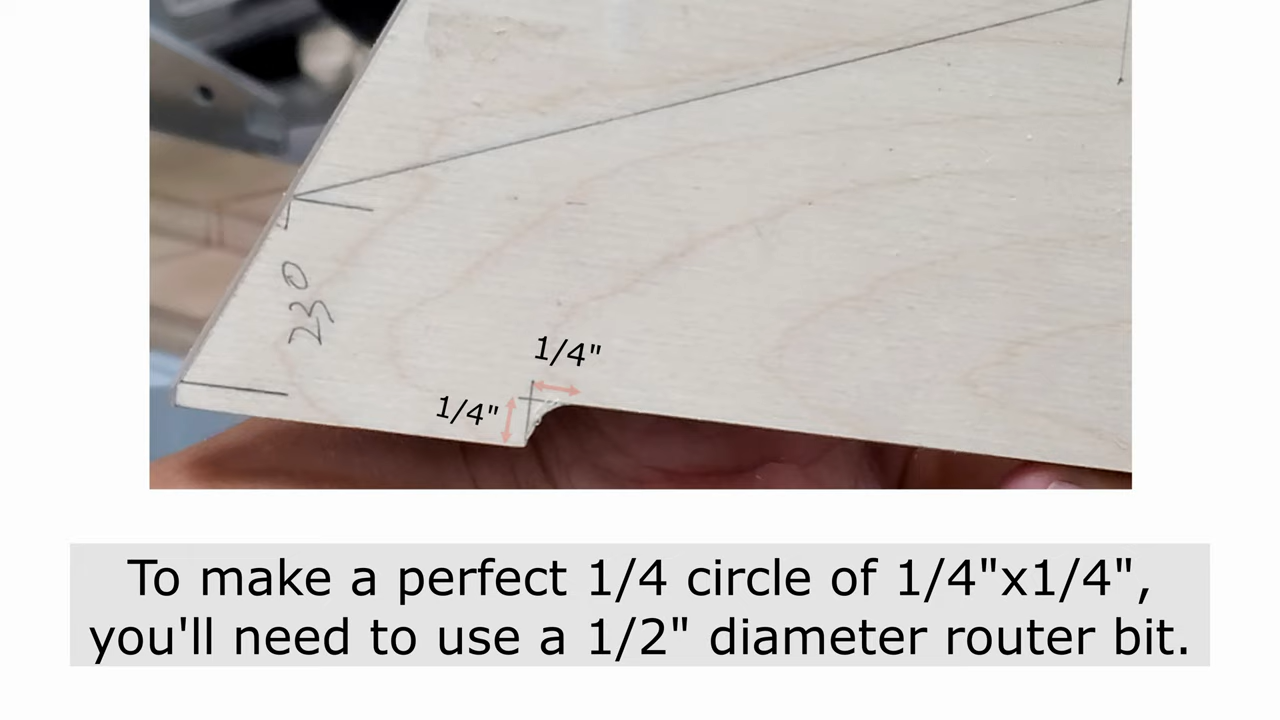 230
1/4"
1/4"
To make a perfect 1/4 circle of 1/4"x1/4",
you'll need to use a 1/2" diameter router bit.